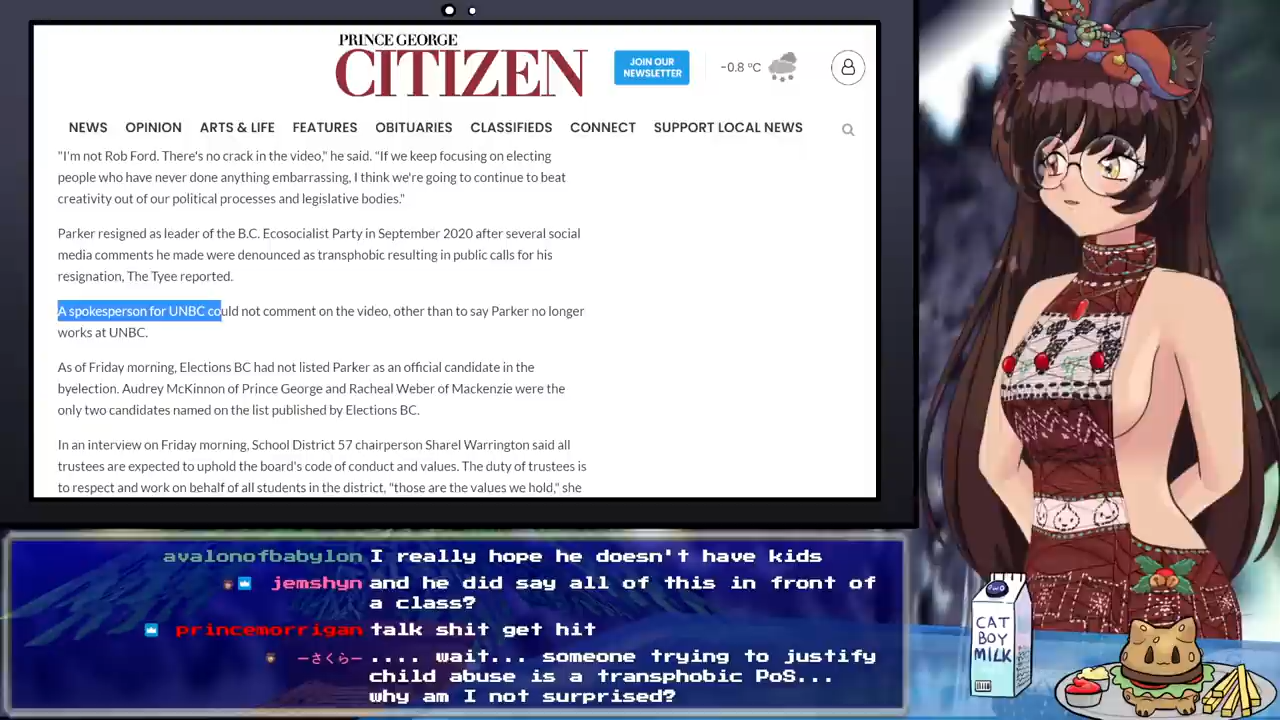 PRINCE GEORGE
CITIZEN
JOIN OUR
NEWSLETTER
-0.8 °C
NEWS OPINION ARTS & LIFE FEATURES OBITUARIES CLASSIFIEDS CONNECT SUPPORT LOCAL NEWS
"I'm not Rob Ford. There's no crack in the video," he said. "If we keep focusing on electing
people who have never done anything embarrassing, I think we're going to continue to beat
creativity out of our political processes and legislative bodies."
Parker resigned as leader of the B.C. Ecosocialist Party in September 2020 after several social
media comments he made were denounced as transphobic resulting in public calls for his
resignation, The Tyee reported.
A spokesperson for UNBC could not comment on the video, other than to say Parker no longer
works at UNBC.
As of Friday morning, Elections BC had not listed Parker as an official candidate in the
byelection. Audrey McKinnon of Prince George and Racheal Weber of Mackenzie were the
only two candidates named on the list published by Elections BC.
In an interview on Friday morning, School District 57 chairperson Sharel Warrington said all
trustees are expected to uphold the board's code of conduct and values. The duty of trustees is
to respect and work on behalf of all students in the district, "those are the values we hold," she
avalonofbabylon I really hope he doesn't have kids
jemshyn and he did say all of this in front of
a class?
princemorrigan talk shit get hit
ーさくらー .... wait... someone trying to justify
child abuse is a transphobic PoS...
why am I not surprised?
CAT
BOY
MILK